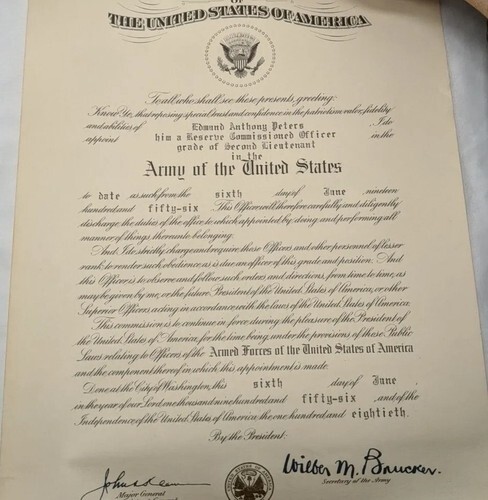 OF
THE UNITED STATES OF AMERICA
To all who shall see these presents, greeting:
Know Ye, that reposing special trust and confidence in the patriotism, valor, fidelity
and abilities of Edmund Anthony Peters , I do
appoint him a Reserve Commissioned Officer in the
grade of Second Lieutenant
in the
Army of the United States
to date as such from the sixth day of June , nineteen
hundred and fifty-six . This Officer will therefore carefully and diligently
discharge the duties of the office to which appointed by doing and performing all
manner of things thereunto belonging.
And I do strictly charge and require those Officers and other personnel of lesser
rank to render such obedience as is due an officer of this grade and position. And
this Officer is to observe and follow such orders and directions, from time to time, as
may be given by me, or the future President of the United States of America, or other
Superior Officers acting in accordance with the laws of the United States of America.
This commission is to continue in force during the pleasure of the President of
the United States of America, for the time being, under the provisions of those Public
Laws relating to Officers of the Armed Forces of the United States of America
and the component thereof in which this appointment is made.
Done at the City of Washington, this sixth day of June ,
in the year of our Lord one thousand nine hundred and fifty-six , and of the
Independence of the United States of America, the one hundred and eightieth.
By the President:
Wilber M. Brucker
Secretary of the Army
Major General